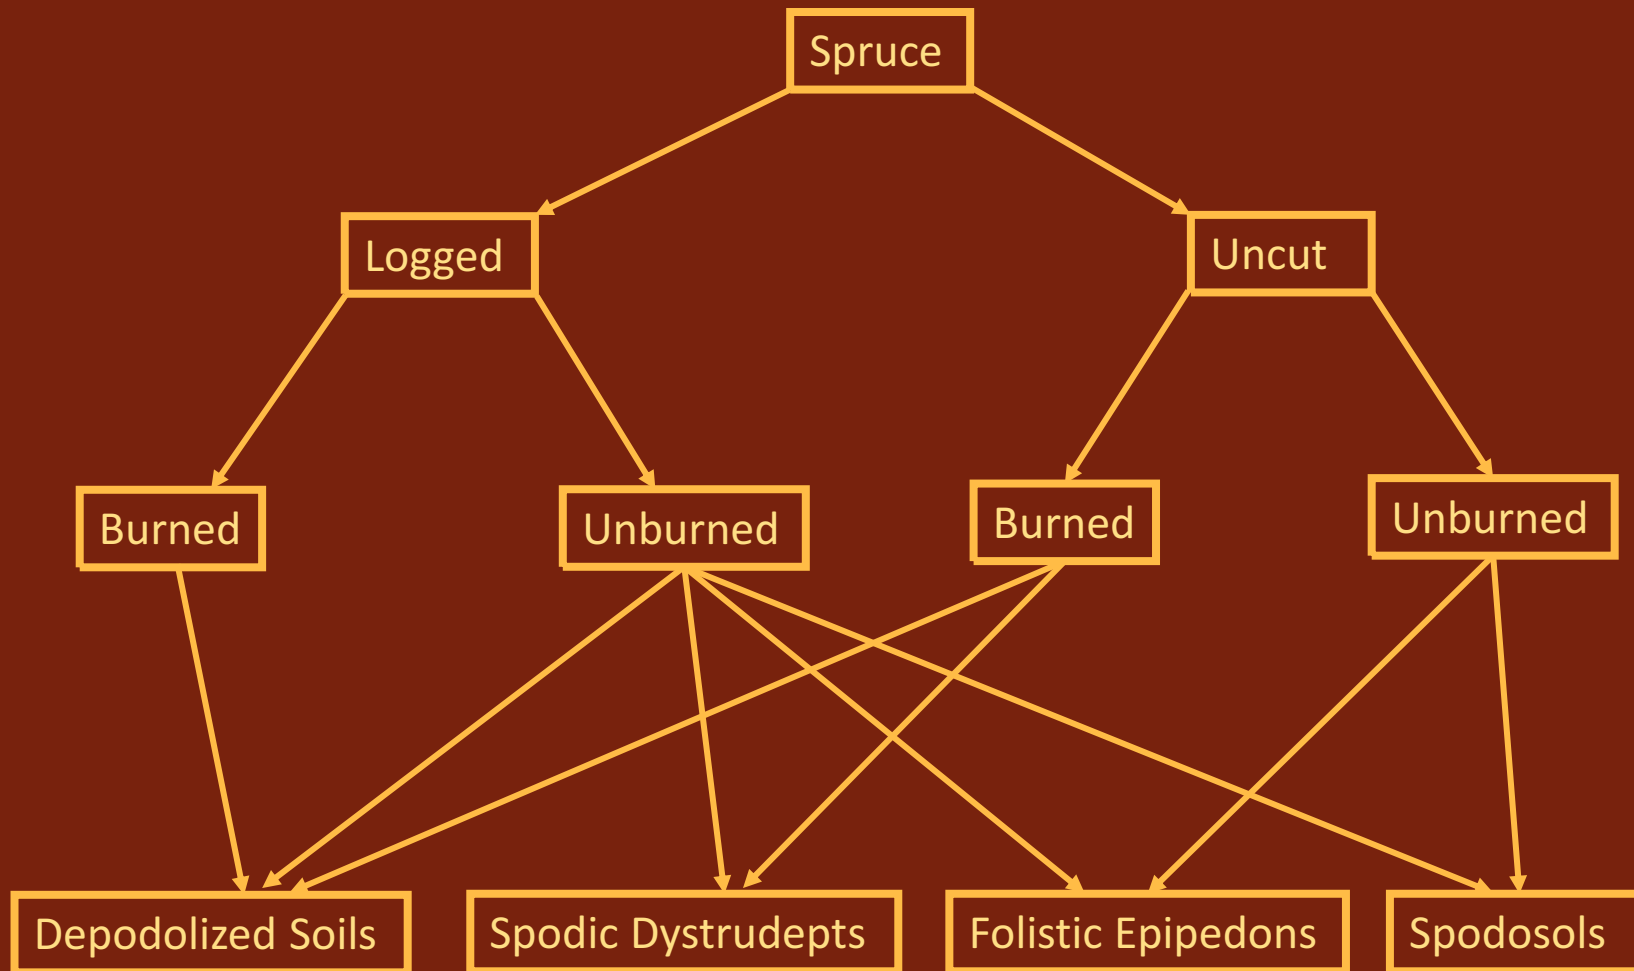 Spruce
Logged
Uncut
Burned
Unburned
Burned
Unburned
Depodolized Soils
Spodic Dystrudepts
Folistic Epipedons
Spodosols